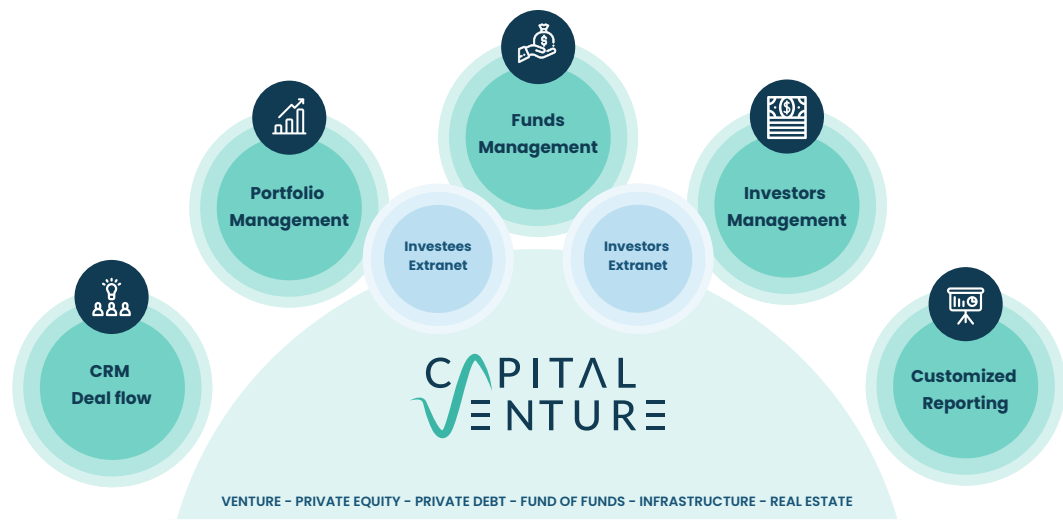 Funds
Management
Portfolio
Management
Investors
Management
Investees
Extranet
Investors
Extranet
CRM
Deal flow
Customized
Reporting
CAPITAL
VENTURE
VENTURE - PRIVATE EQUITY - PRIVATE DEBT - FUND OF FUNDS - INFRASTRUCTURE - REAL ESTATE